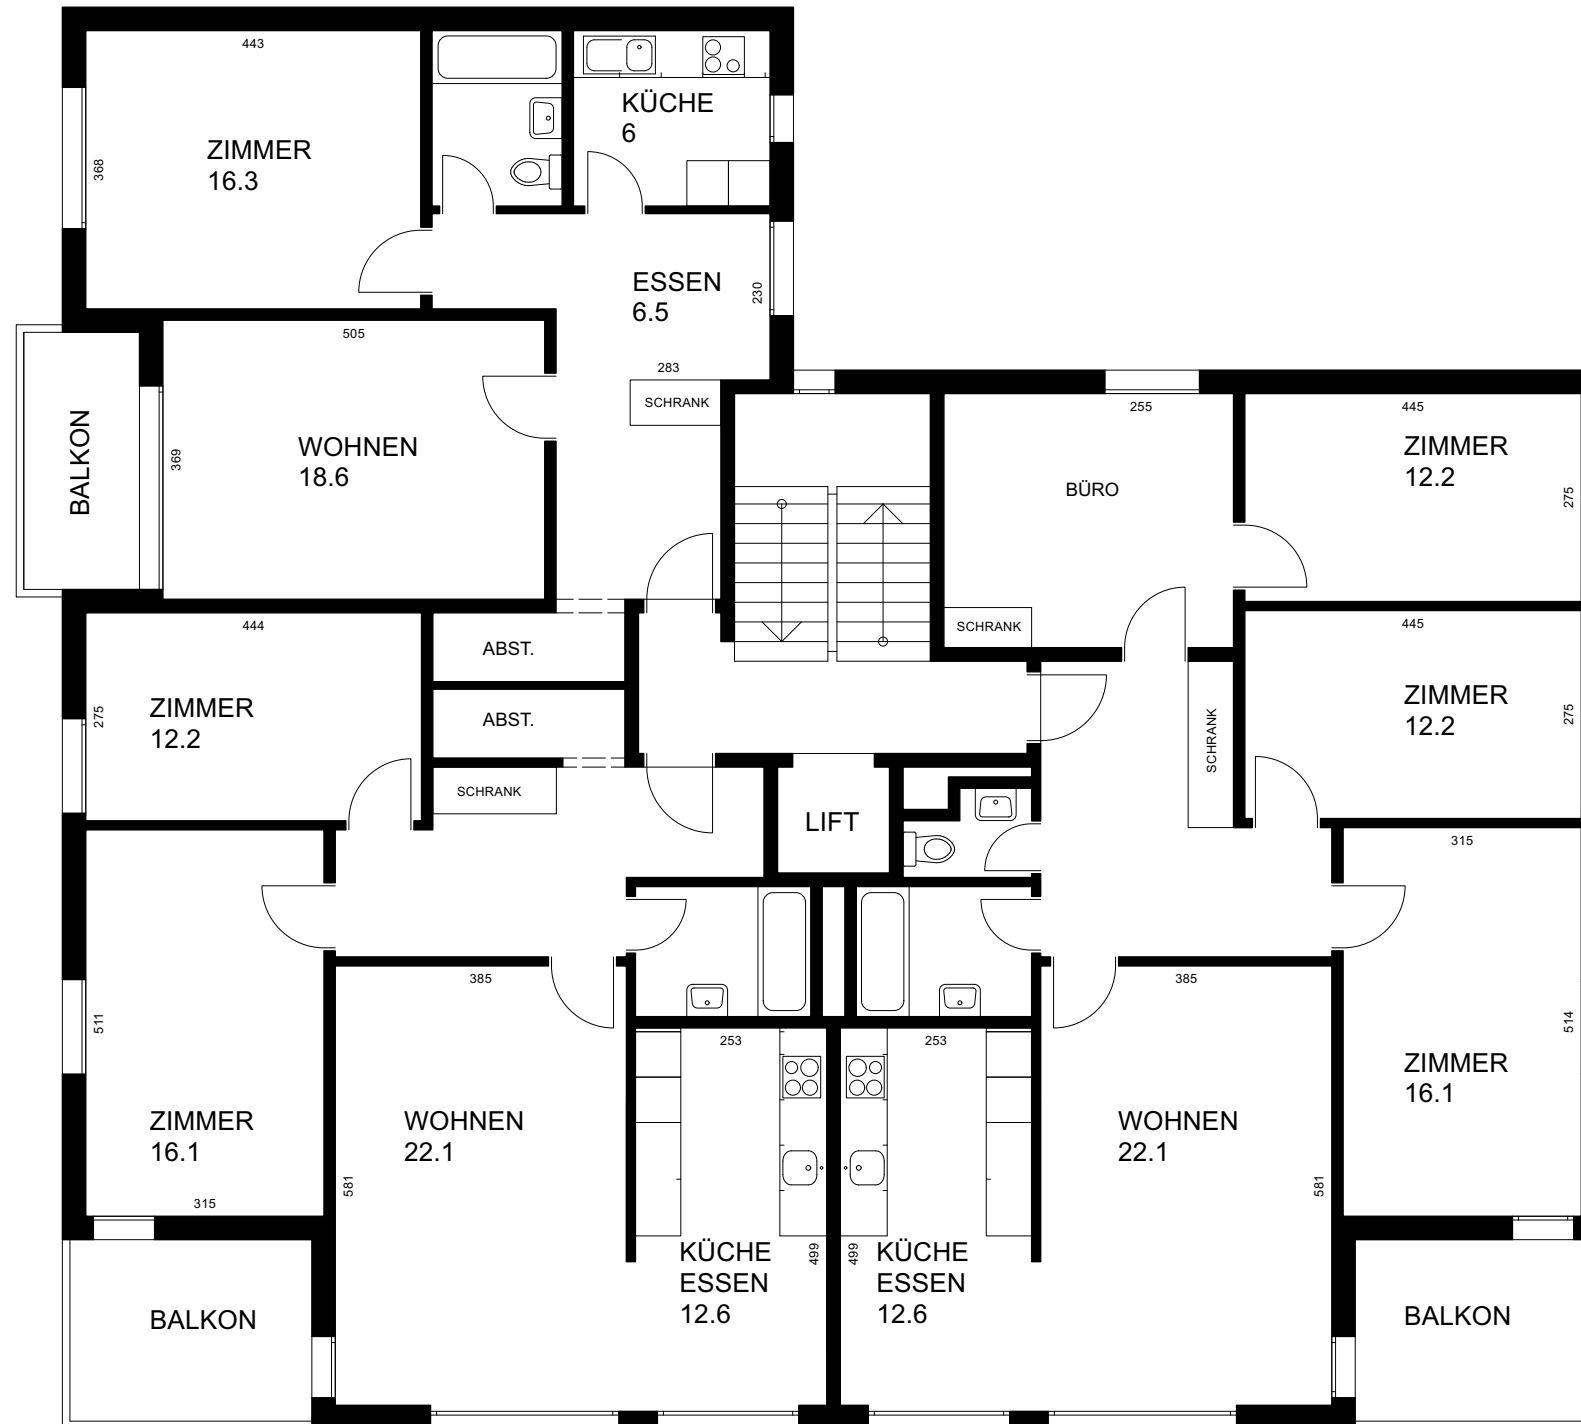 443
ZIMMER
16.3
368
KÜCHE
6
ESSEN
6.5
230
283
SCHRANK
505
WOHNEN
18.6
369
BALKON
255
BÜRO
SCHRANK
445
ZIMMER
12.2
275
444
ZIMMER
12.2
275
ABST.
ABST.
SCHRANK
445
ZIMMER
12.2
275
SCHRANK
LIFT
315
ZIMMER
16.1
514
511
ZIMMER
16.1
315
385
WOHNEN
22.1
581
253
KÜCHE
ESSEN
12.6
499
253
KÜCHE
ESSEN
12.6
499
385
WOHNEN
22.1
581
BALKON
BALKON